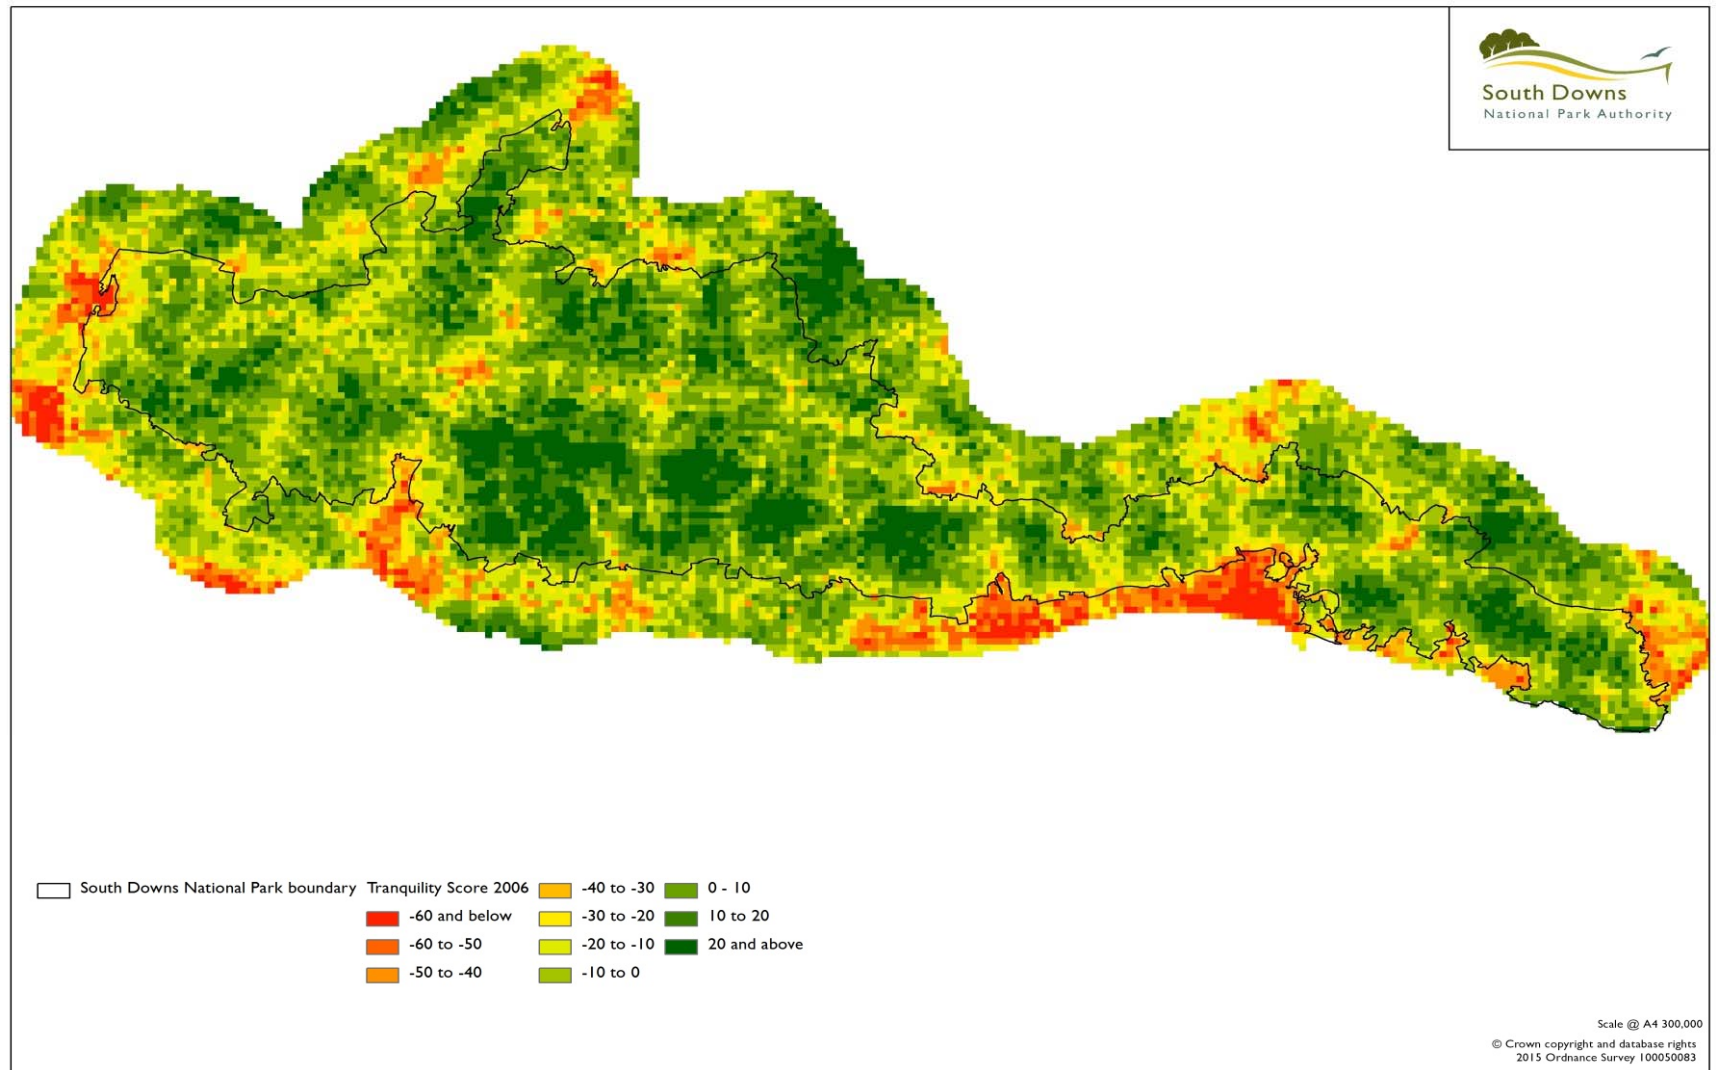 South Downs
National Park Authority
South Downs National Park boundary
Tranquility Score 2006
-60 and below
-60 to -50
-50 to -40
-40 to -30
-30 to -20
-20 to -10
-10 to 0
0 - 10
10 to 20
20 and above
Scale @ A4 300,000
© Crown copyright and database rights
2015 Ordnance Survey 100050083